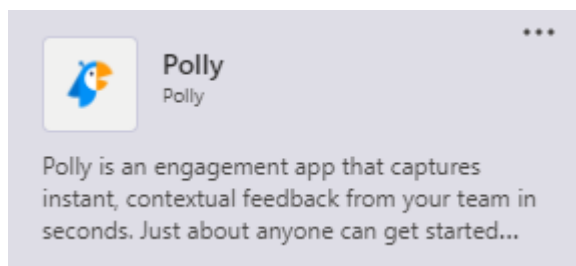 Polly
Polly
Polly is an engagement app that captures
instant, contextual feedback from your team in
seconds. Just about anyone can get started...